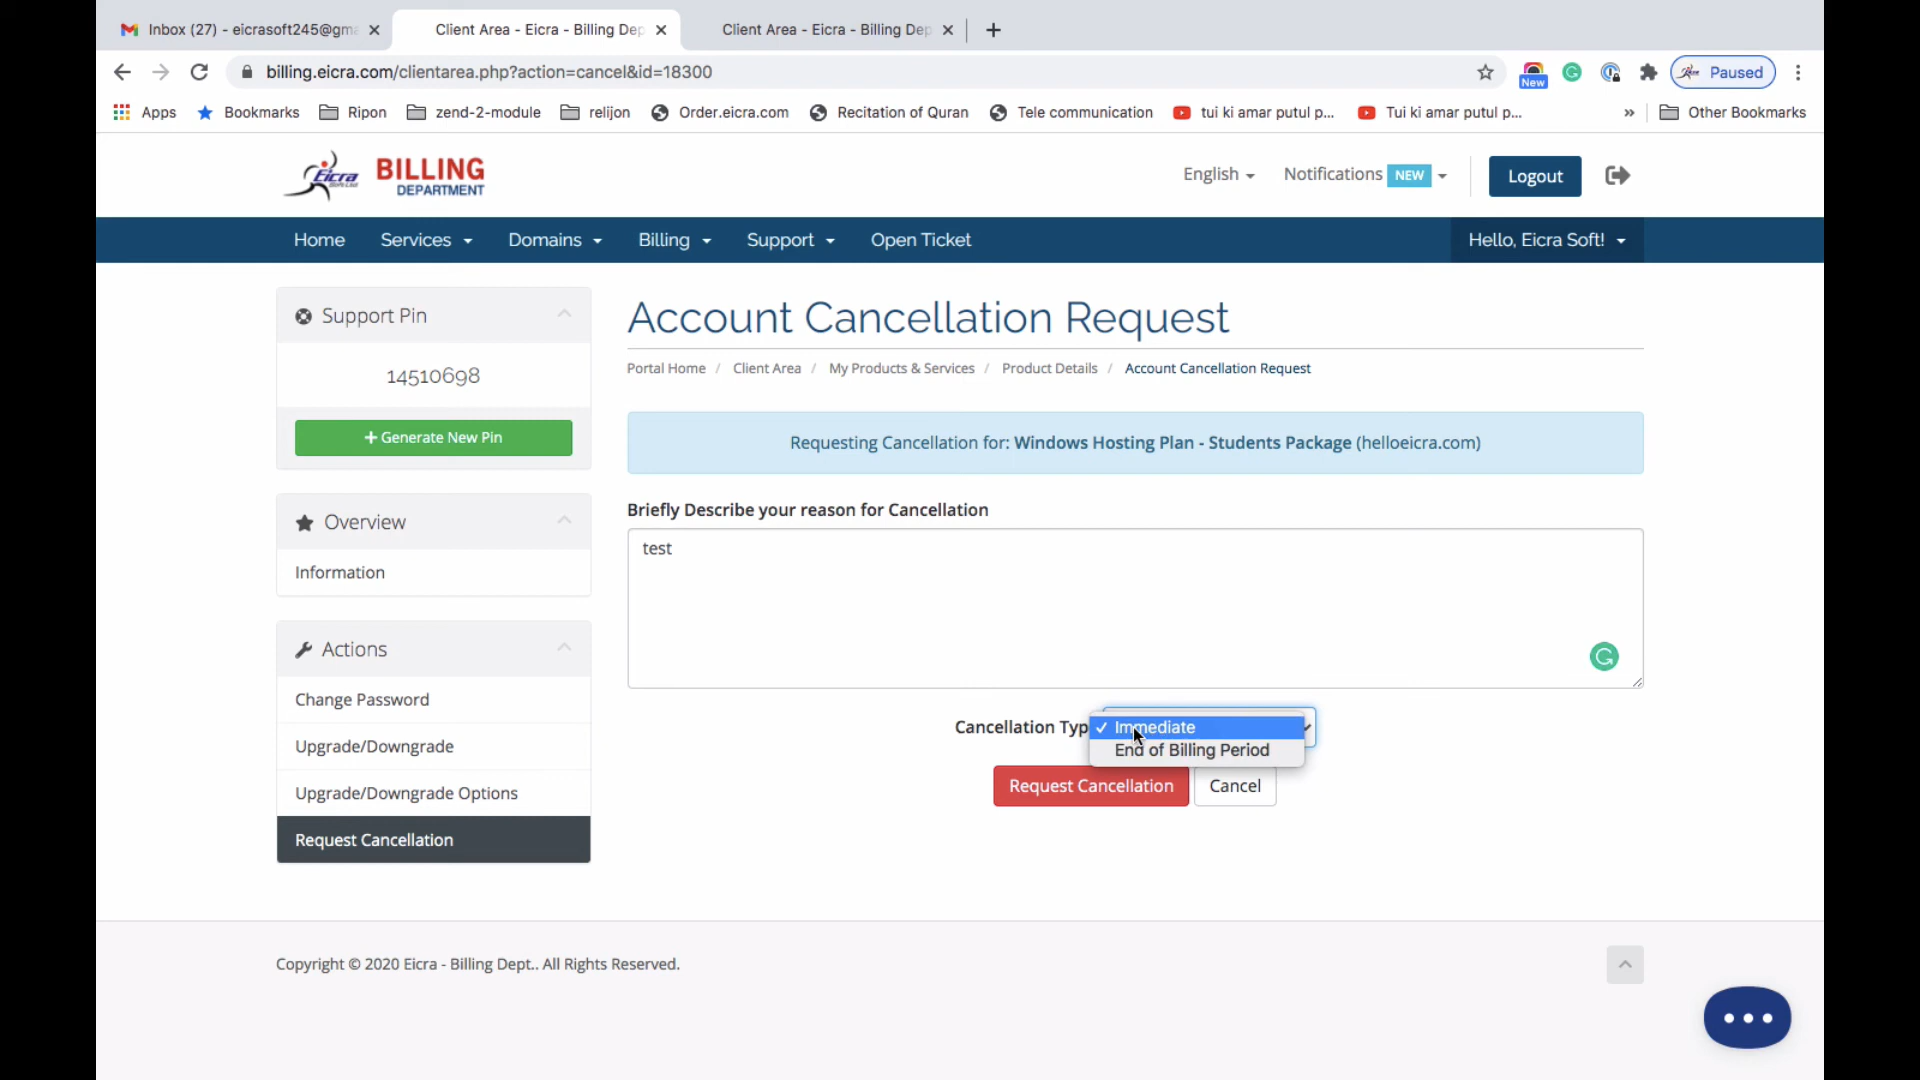 Inbox (27) - eicrasoft245@gm
Client Area - Eicra - Billing Dep
Client Area - Eicra - Billing Dep
billing.eicra.com/clientarea.php?action=cancel&id=18300
New
Paused
Apps
Bookmarks
Ripon
zend-2-module
relijon
Order.eicra.com
Recitation of Quran
Tele communication
tui ki amar putul p...
Tui ki amar putul p...
»
Other Bookmarks
Eicra
BILLING
DEPARTMENT
English
Notifications NEW
Logout
Home
Services
Domains
Billing
Support
Open Ticket
Hello, Eicra Soft!
Support Pin
14510698
+ Generate New Pin
Overview
Information
Actions
Change Password
Upgrade/Downgrade
Upgrade/Downgrade Options
Request Cancellation
Account Cancellation Request
Portal Home / Client Area / My Products & Services / Product Details / Account Cancellation Request
Requesting Cancellation for: Windows Hosting Plan - Students Package (helloeicra.com)
Briefly Describe your reason for Cancellation
test
Cancellation Typ
✓ Immediate
End of Billing Period
Request Cancellation
Cancel
Copyright © 2020 Eicra - Billing Dept.. All Rights Reserved.